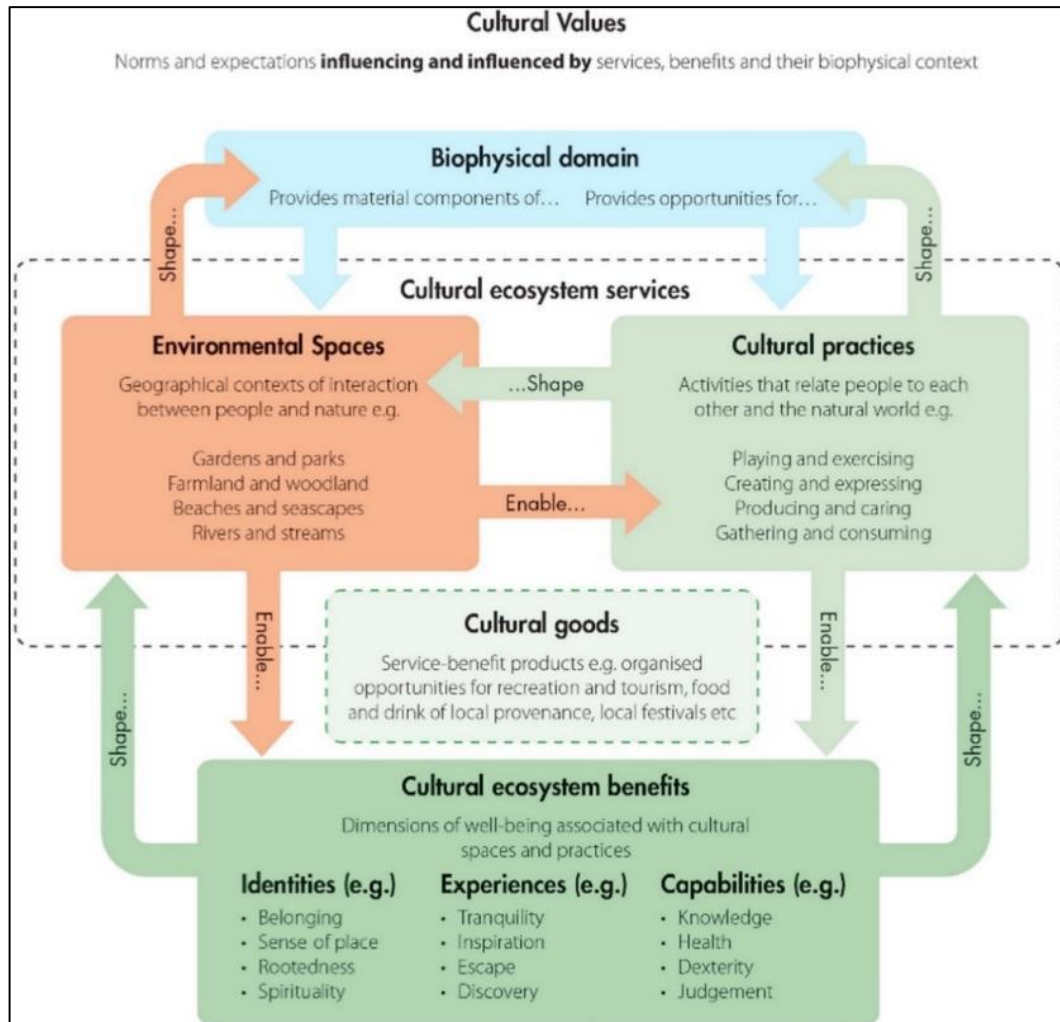 Cultural Values
Norms and expectations influencing and influenced by services, benefits and their biophysical context
Biophysical domain
Provides material components of... Provides opportunities for...
Shape...
Shape...
Cultural ecosystem services
Environmental Spaces
Geographical contexts of interaction
between people and nature e.g.
Gardens and parks
Farmland and woodland
Beaches and seascapes
Rivers and streams
...Shape
Enable...
Cultural practices
Activities that relate people to each
other and the natural world e.g.
Playing and exercising
Creating and expressing
Producing and caring
Gathering and consuming
Enable...
Enable...
Cultural goods
Service-benefit products e.g. organised
opportunities for recreation and tourism, food
and drink of local provenance, local festivals etc
Shape...
Shape...
Cultural ecosystem benefits
Dimensions of well-being associated with cultural
spaces and practices
Identities (e.g.)
• Belonging
• Sense of place
• Rootedness
• Spirituality
Experiences (e.g.)
• Tranquility
• Inspiration
• Escape
• Discovery
Capabilities (e.g.)
• Knowledge
• Health
• Dexterity
• Judgement